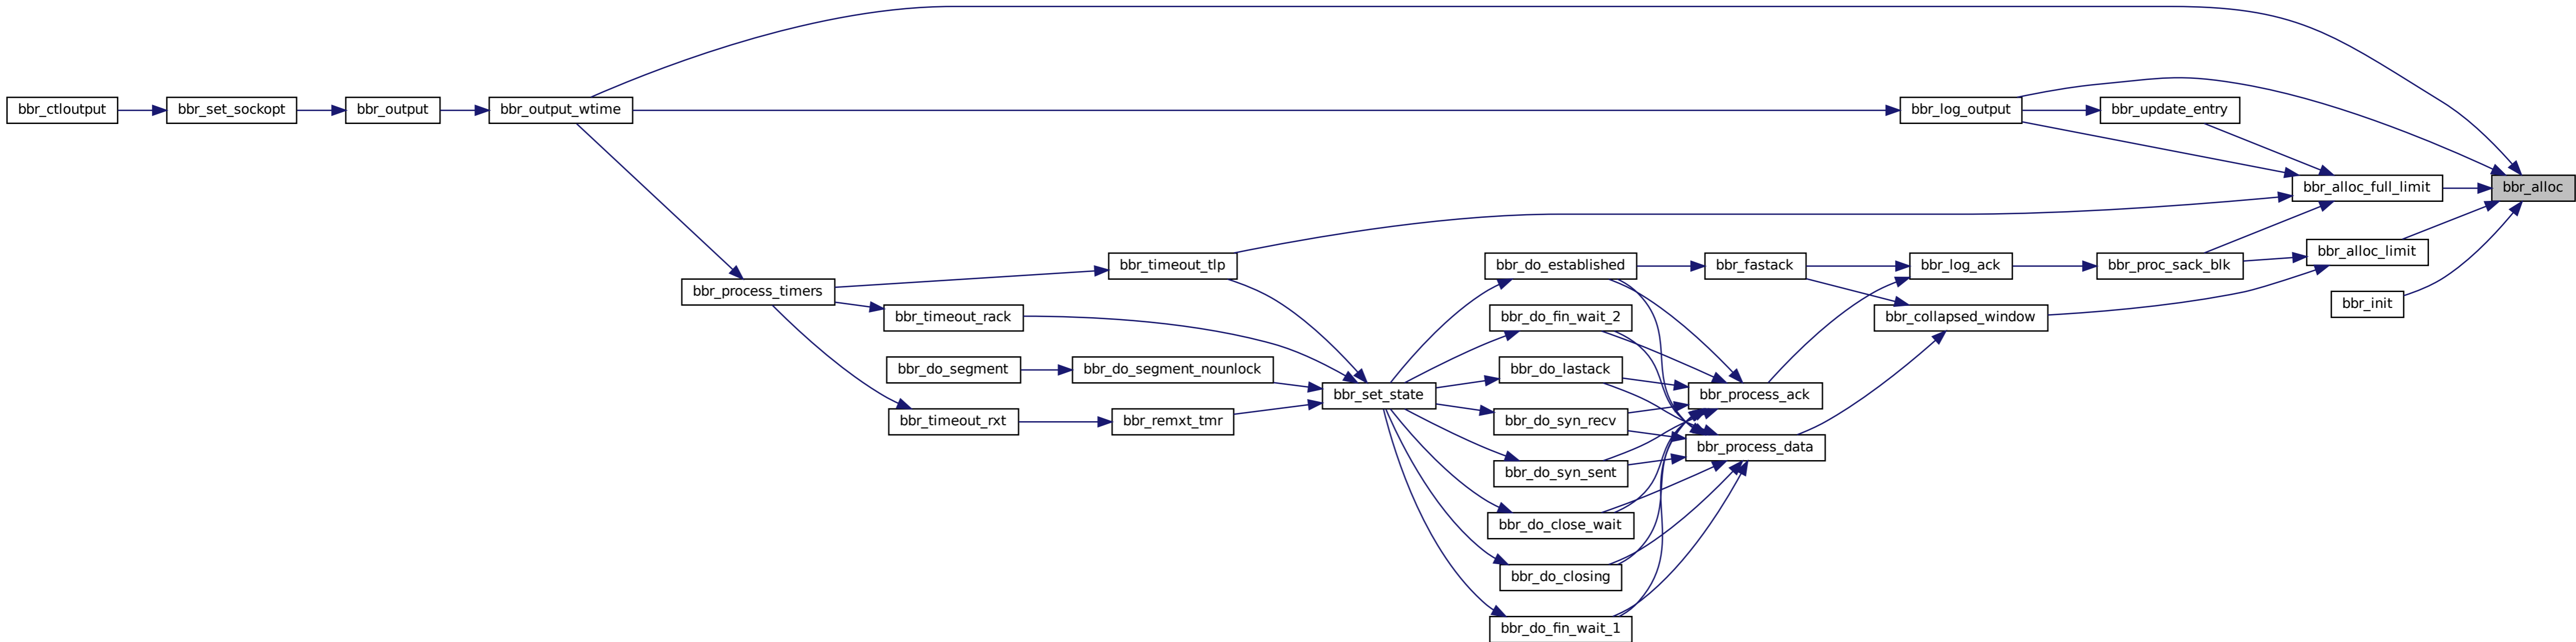 bbr_ctloutput
bbr_set_sockopt
bbr_output
bbr_output_wtime
bbr_log_output
bbr_update_entry
bbr_alloc_full_limit
bbr_alloc
bbr_process_timers
bbr_timeout_tlp
bbr_do_established
bbr_fastack
bbr_log_ack
bbr_proc_sack_blk
bbr_alloc_limit
bbr_init
bbr_timeout_rack
bbr_do_fin_wait_2
bbr_collapsed_window
bbr_do_segment
bbr_do_segment_nounlock
bbr_do_lastack
bbr_set_state
bbr_process_ack
bbr_timeout_rxt
bbr_remxt_tmr
bbr_do_syn_recv
bbr_process_data
bbr_do_syn_sent
bbr_do_close_wait
bbr_do_closing
bbr_do_fin_wait_1